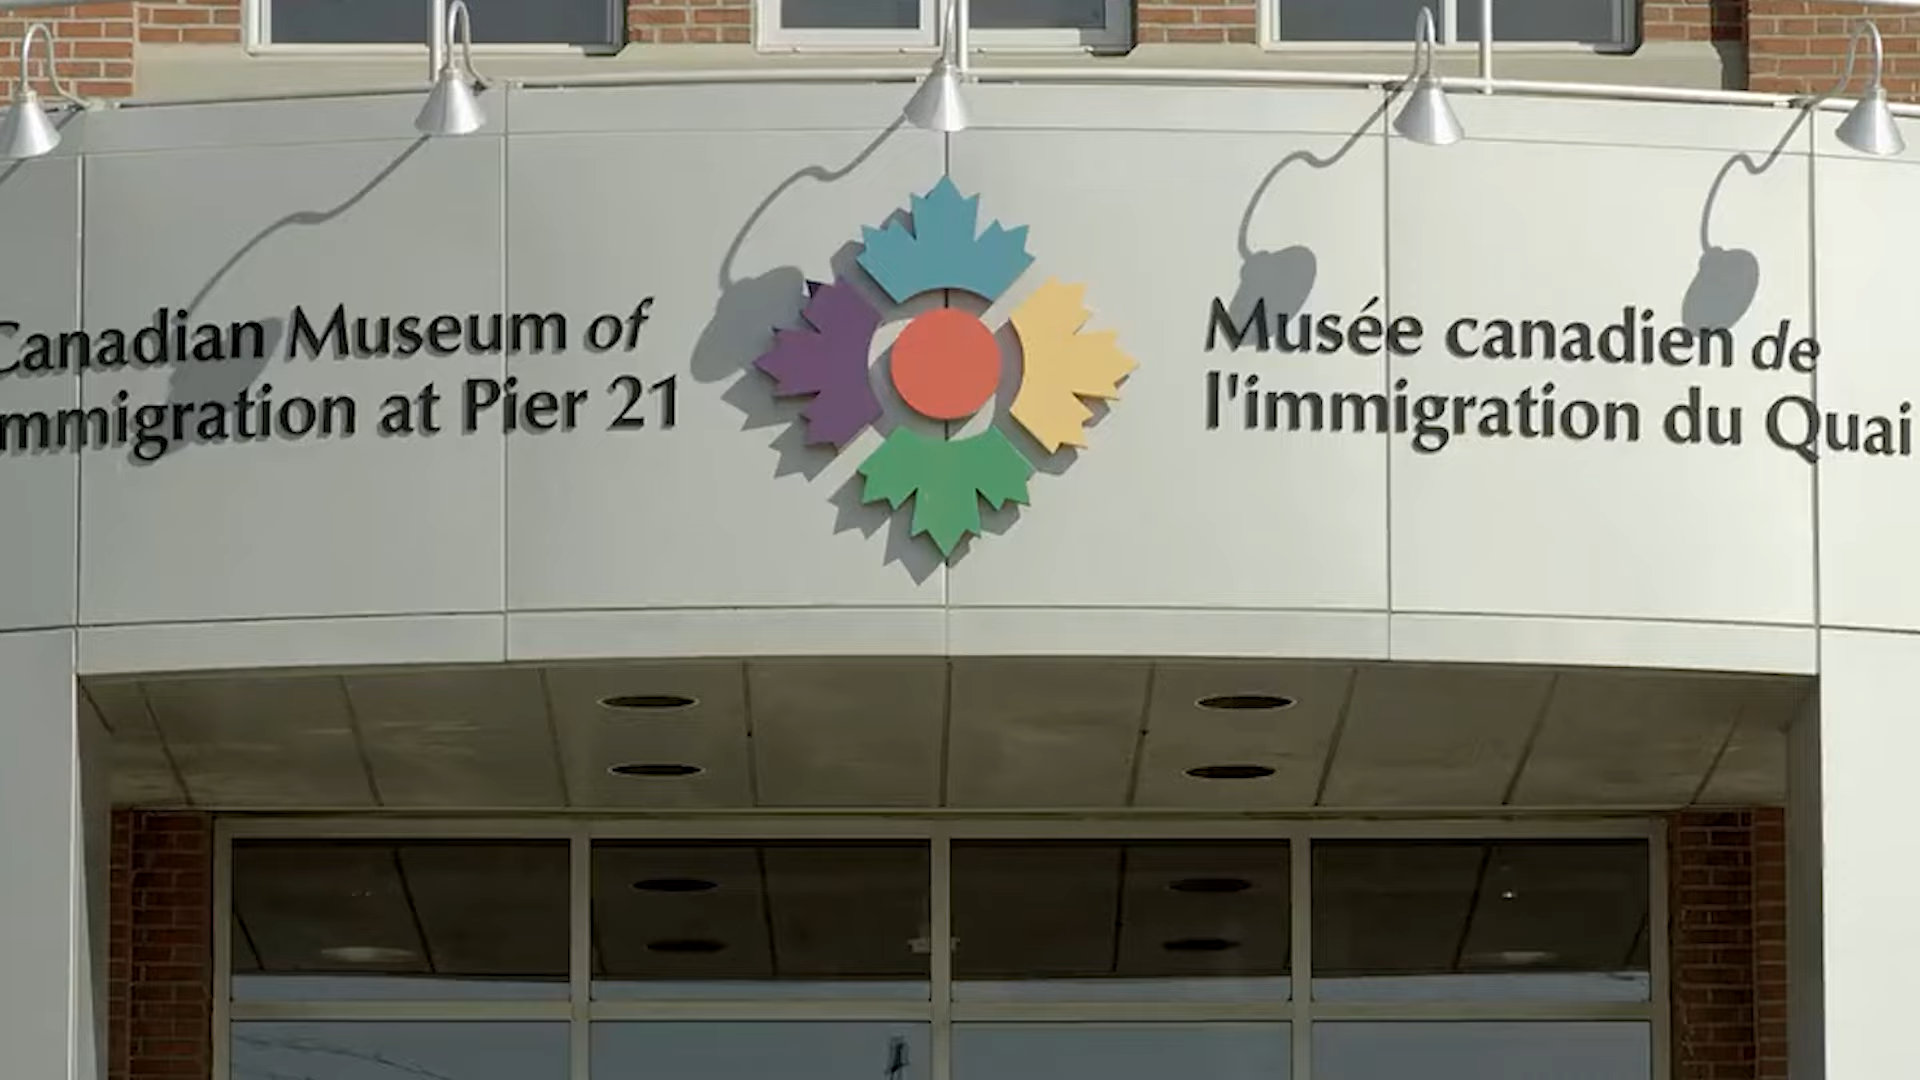 Canadian Museum of
mmigration at Pier 21
Musée canadien de
l'immigration du Quai